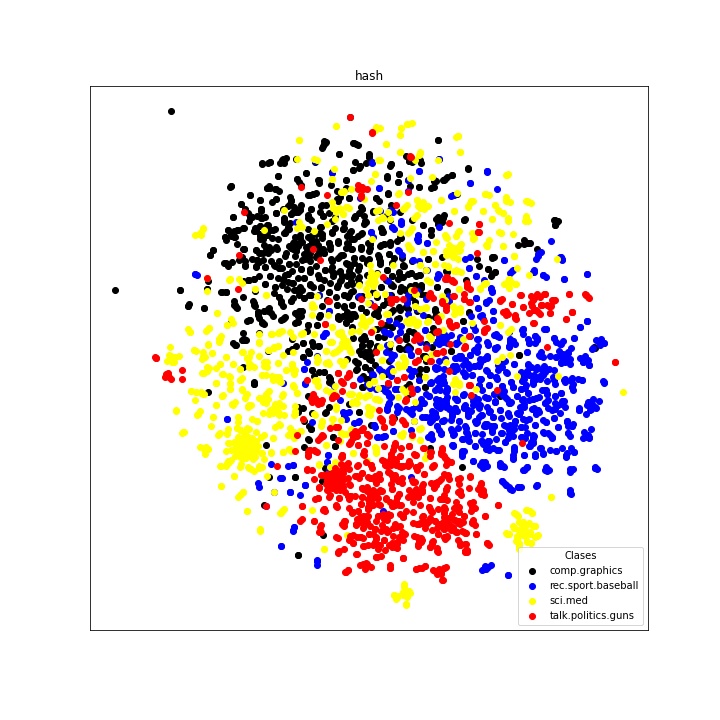 hash
Clases
comp.graphics
rec.sport.baseball
sci.med
talk.politics.guns